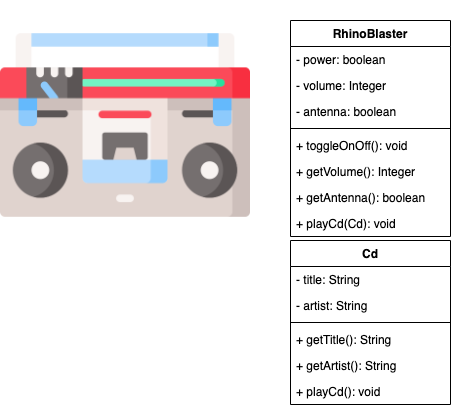 RhinoBlaster
- power: boolean
- volume: Integer
- antenna: boolean
+ toggleOnOff(): void
+ getVolume(): Integer
+ getAntenna(): boolean
+ playCd(Cd): void
Cd
- title: String
- artist: String
+ getTitle(): String
+ getArtist(): String
+ playCd(): void